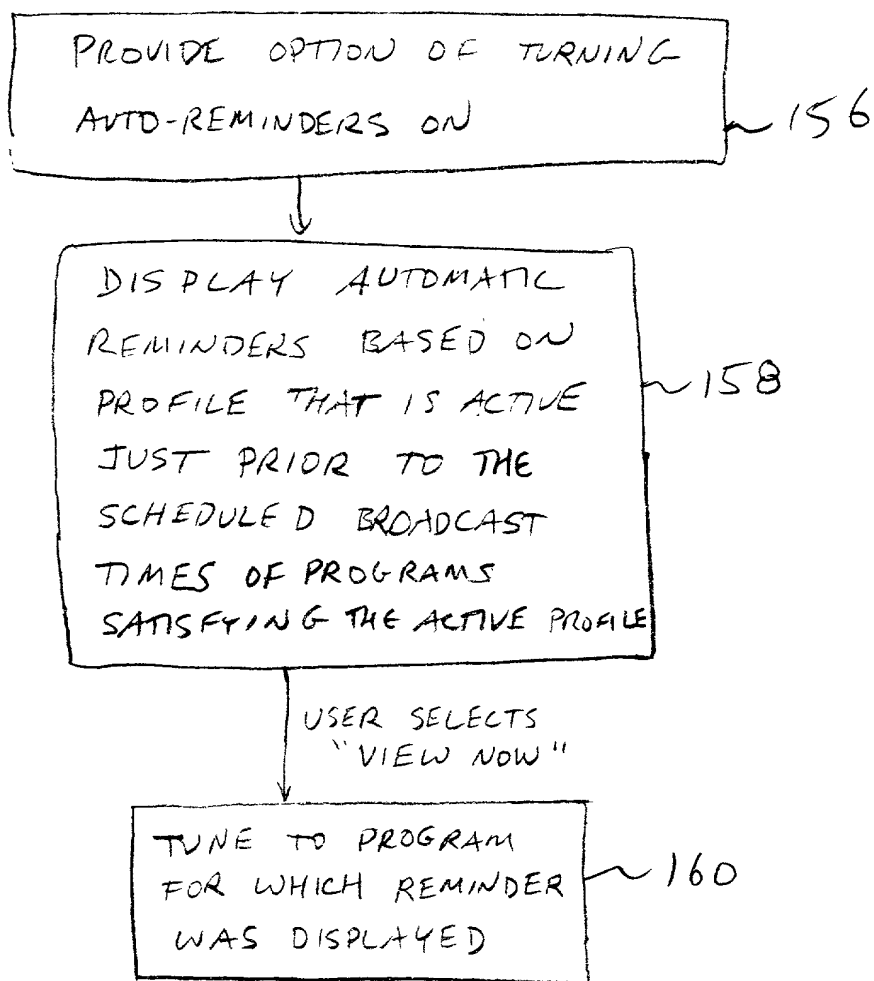 PROVIDE OPTION OF TURNING
AUTO-REMINDERS ON
156
DISPLAY AUTOMATIC
REMINDERS BASED ON
PROFILE THAT IS ACTIVE
JUST PRIOR TO THE
SCHEDULED BROADCAST
TIMES OF PROGRAMS
SATISFYING THE ACTIVE PROFILE
158
USER SELECTS
"VIEW NOW"
TUNE TO PROGRAM
FOR WHICH REMINDER
WAS DISPLAYED
160